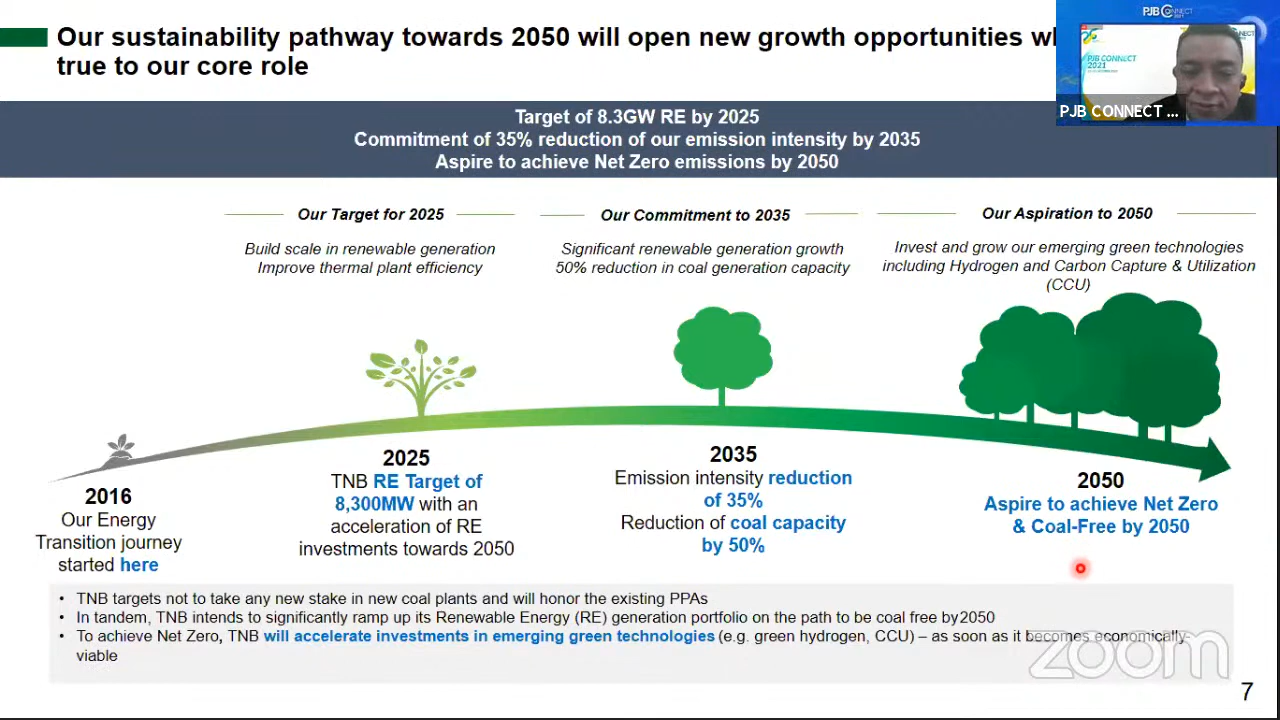 Our sustainability pathway towards 2050 will open new growth opportunities
true to our core role
PJB CONNECT
2021
PJB CONNECT
2021
PJB CONNECT ...
Target of 8.3GW RE by 2025
Commitment of 35% reduction of our emission intensity by 2035
Aspire to achieve Net Zero emissions by 2050
Our Target for 2025
Build scale in renewable generation
Improve thermal plant efficiency
Our Commitment to 2035
Significant renewable generation growth
50% reduction in coal generation capacity
Our Aspiration to 2050
Invest and grow our emerging green technologies
including Hydrogen and Carbon Capture & Utilization
(CCU)
2016
Our Energy
Transition journey
started here
2025
TNB RE Target of
8,300MW with an
acceleration of RE
investments towards 2050
2035
Emission intensity reduction
of 35%
Reduction of coal capacity
by 50%
2050
Aspire to achieve Net Zero
& Coal-Free by 2050
• TNB targets not to take any new stake in new coal plants and will honor the existing PPAs
• In tandem, TNB intends to significantly ramp up its Renewable Energy (RE) generation portfolio on the path to be coal free by2050
• To achieve Net Zero, TNB will accelerate investments in emerging green technologies (e.g. green hydrogen, CCU) – as soon as it becomes economically
viable
zoom
7